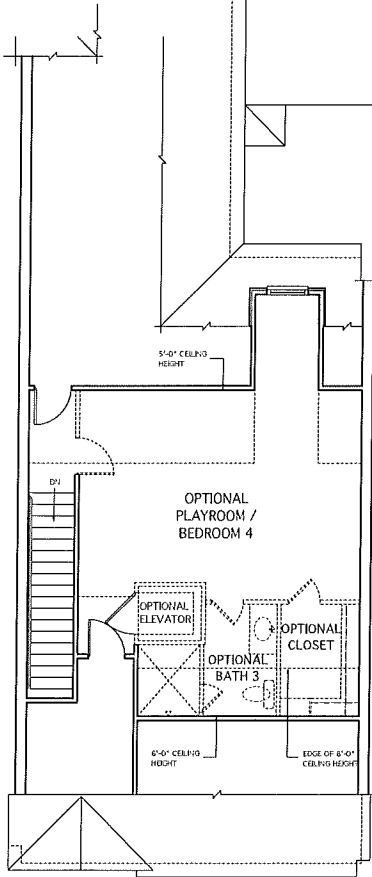 5'-0" CEILING
HEIGHT
DN
OPTIONAL
PLAYROOM /
BEDROOM 4
OPTIONAL
ELEVATOR
OPTIONAL
CLOSET
OPTIONAL
BATH 3
6'-0" CEILING
HEIGHT
EDGE OF 8'-0"
CEILING HEIGHT